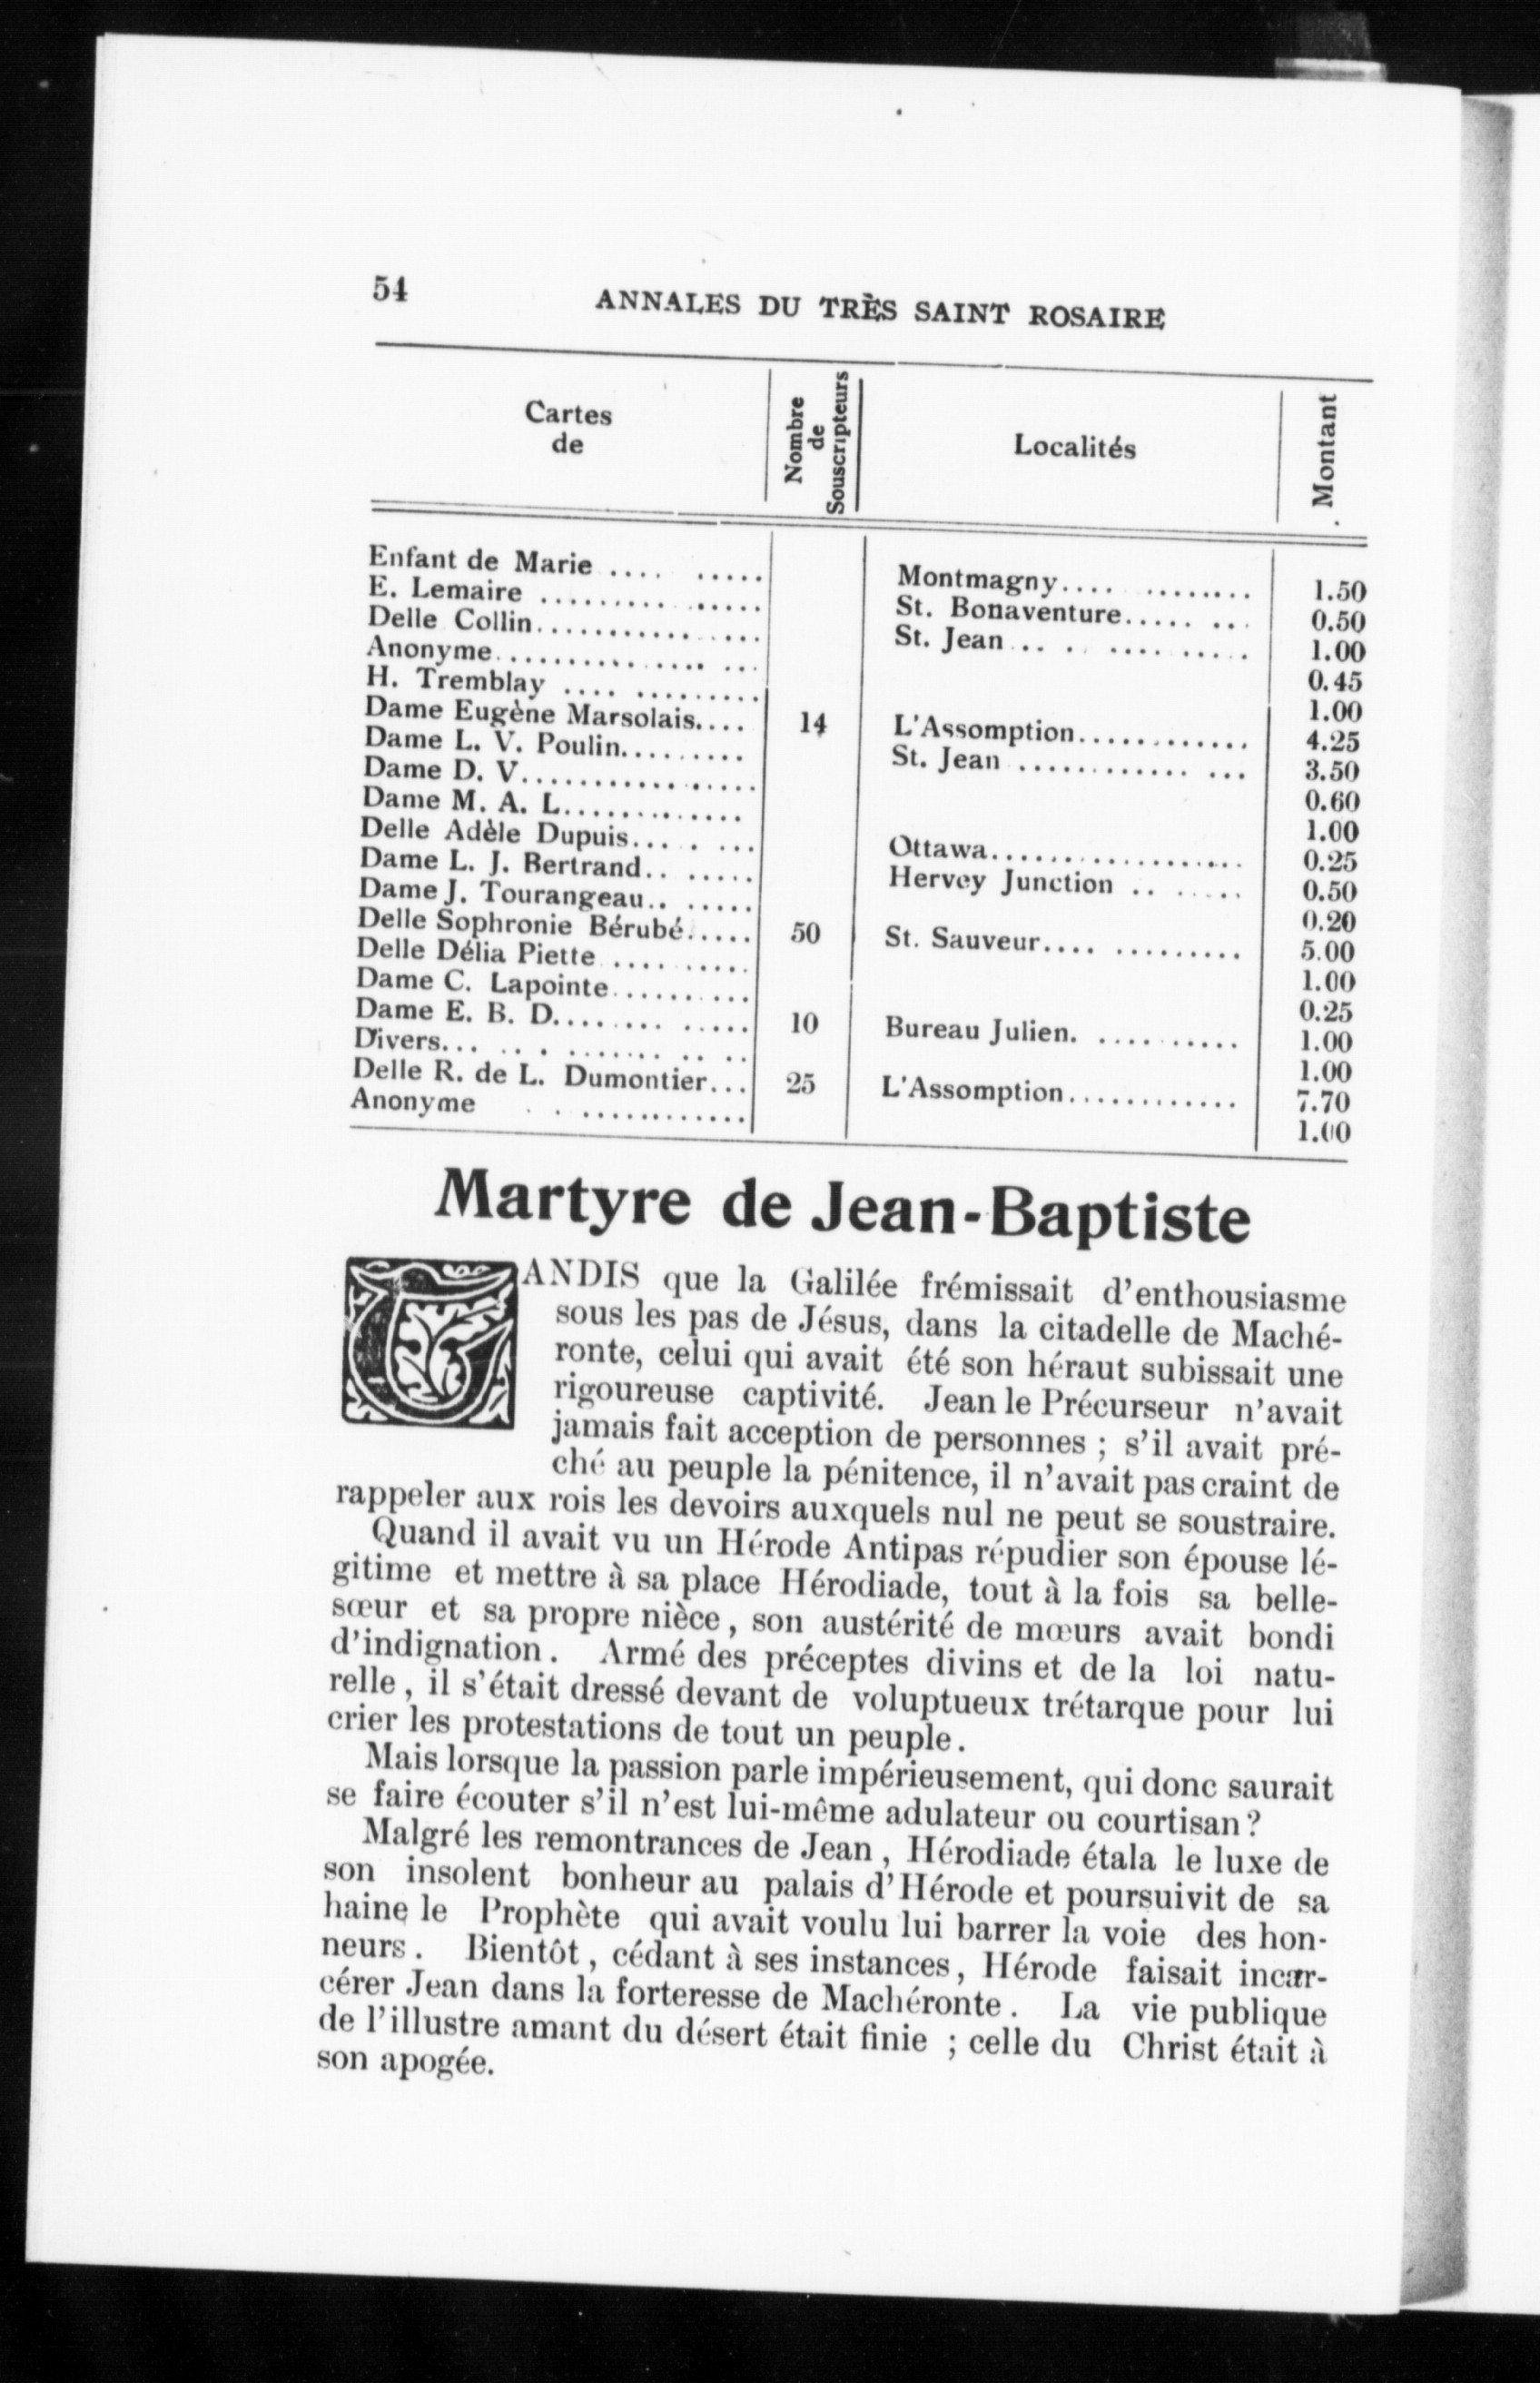 54 ANNALES DU TRÈS SAINT ROSAIRE
Cartes
de
Nombre
de
Souscripteurs
Localités
Montant
Enfant de Marie .... ..... Montmagny.... ........ 1.50
E. Lemaire ............... St. Bonaventure..... ... 0.50
Delle Collin............... St. Jean ... . .......... 1.00
Anonyme.................. 0.45
H. Tremblay .... .......... 1.00
Dame Eugène Marsolais.... 14 L'Assomption............ 4.25
Dame L. V. Poulin......... St. Jean ............ ... 3.50
Dame D. V................. 0.60
Dame M. A. L............. 1.00
Delle Adèle Dupuis... . ... Ottawa.................. 0.25
Dame L. J. Bertrand.. ..... Hervey Junction .. ..... 0.50
Dame J. Tourangeau.. ..... 0.20
Delle Sophronie Bérubé..... 50 St. Sauveur.... ......... 5.00
Delle Délia Piette .......... 1.00
Dame C. Lapointe.......... 0.25
Dame E. B. D........ ..... 10 Bureau Julien. .......... 1.00
Divers... .. . ....... .. .. 1.00
Delle R. de L. Dumontier... 25 L'Assomption............ 7.70
Anonyme . . ............ 1.00
Martyre de Jean-Baptiste
TANDIS que la Galilée frémissait d'enthousiasme
sous les pas de Jésus, dans la citadelle de Maché-
ronte, celui qui avait été son héraut subissait une
rigoureuse captivité. Jean le Précurseur n'avait
jamais fait acception de personnes ; s'il avait pré-
ché au peuple la pénitence, il n'avait pas craint de
rappeler aux rois les devoirs auxquels nul ne peut se soustraire.
Quand il avait vu un Hérode Antipas répudier son épouse lé-
gitime et mettre à sa place Hérodiade, tout à la fois sa belle-
sœur et sa propre nièce, son austérité de mœurs avait bondi
d'indignation. Armé des préceptes divins et de la loi natu-
relle, il s'était dressé devant de voluptueux trétarque pour lui
crier les protestations de tout un peuple.
Mais lorsque la passion parle impérieusement, qui donc saurait
se faire écouter s'il n'est lui-même adulateur ou courtisan ?
Malgré les remontrances de Jean, Hérodiade étala le luxe de
son insolent bonheur au palais d'Hérode et poursuivit de sa
haine le Prophète qui avait voulu lui barrer la voie des hon-
neurs. Bientôt, cédant à ses instances, Hérode faisait incar-
cérer Jean dans la forteresse de Machéronte. La vie publique
de l'illustre amant du désert était finie ; celle du Christ était à
son apogée.